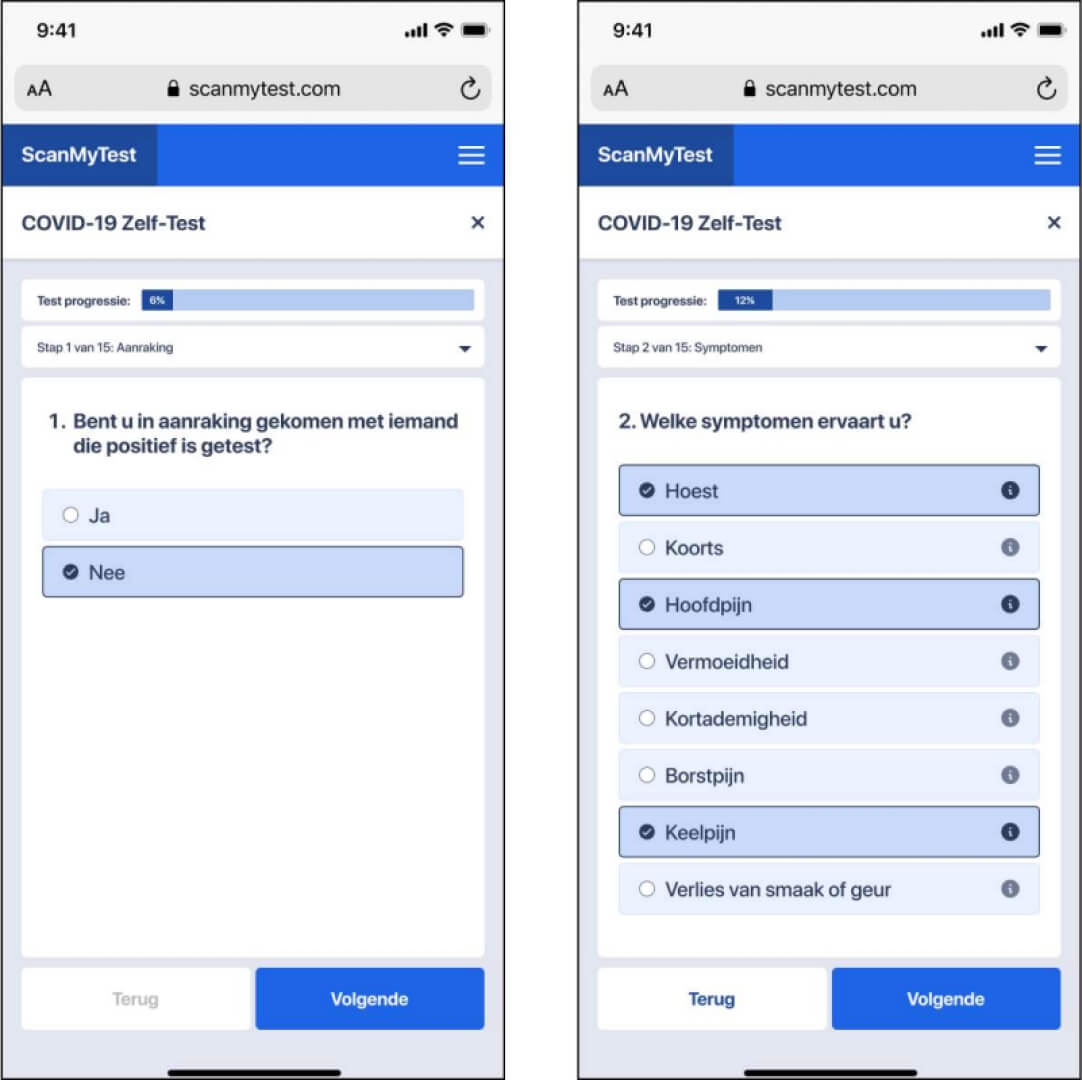 9:41
AA scanmytest.com
ScanMyTest
COVID-19 Zelf-Test
Test progressie: 6%
Stap 1 van 15: Aanraking
1. Bent u in aanraking gekomen met iemand
die positief is getest?
Ja
Nee
Terug
Volgende
9:41
AA scanmytest.com
ScanMyTest
COVID-19 Zelf-Test
Test progressie: 12%
Stap 2 van 15: Symptomen
2. Welke symptomen ervaart u?
Hoest
Koorts
Hoofdpijn
Vermoeidheid
Kortademigheid
Borstpijn
Keelpijn
Verlies van smaak of geur
Terug
Volgende